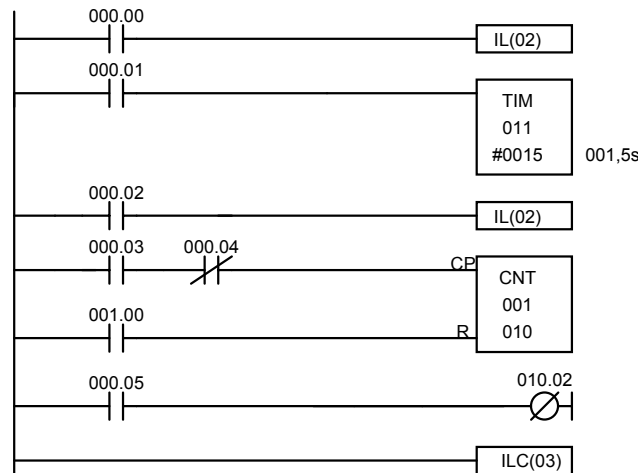 000.00
IL(02)
000.01
TIM
011
#0015 001,5s
000.02
IL(02)
000.03 000.04
CP
CNT
001
010
001.00
R
000.05 010.02
ILC(03)